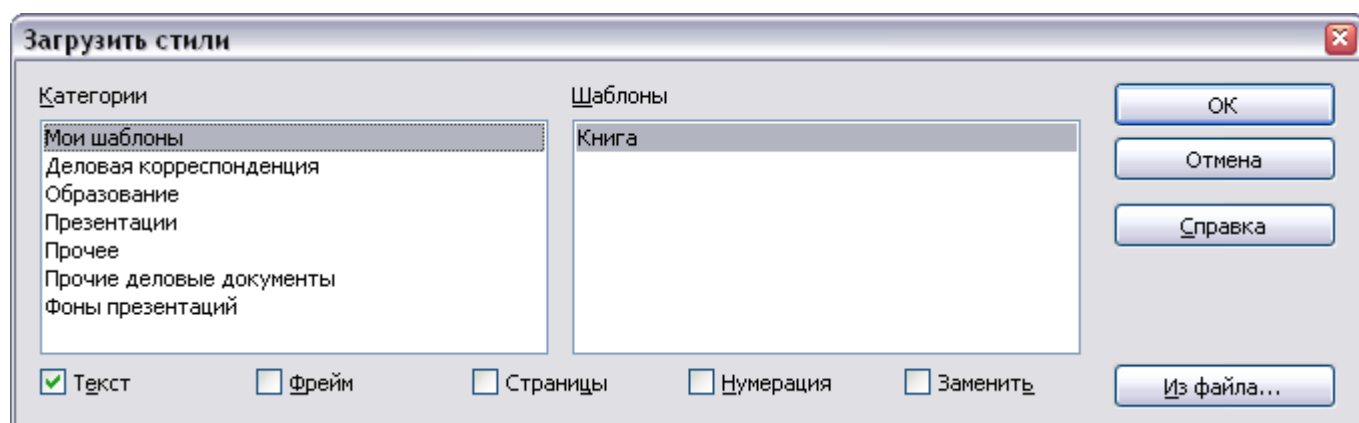 Загрузить стили
Категории
Шаблоны
Мои шаблоны
Деловая корреспонденция
Образование
Презентации
Прочее
Прочие деловые документы
Фоны презентаций
Книга
ОК
Отмена
Справка
Текст
Фрейм
Страницы
Нумерация
Заменить
Из файла...